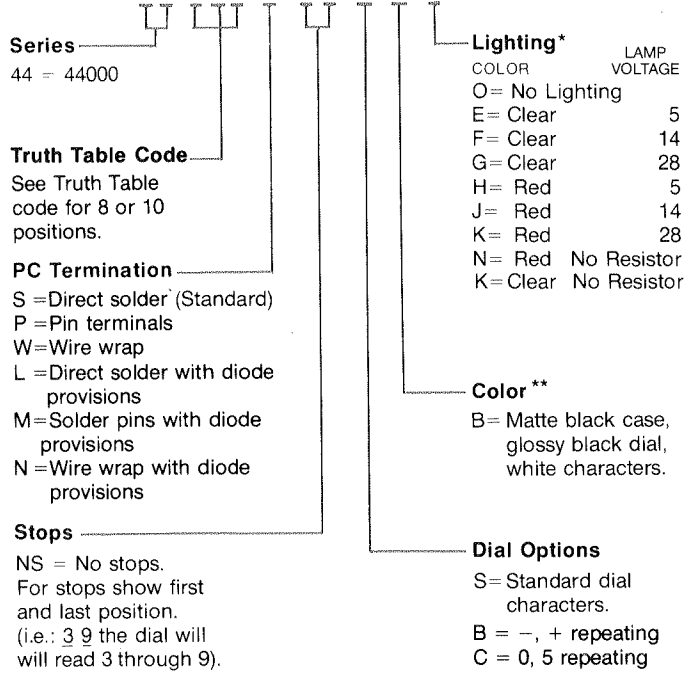 Series
44 = 44000
Truth Table Code
See Truth Table
code for 8 or 10
positions.
PC Termination
S =Direct solder (Standard)
P =Pin terminals
W=Wire wrap
L =Direct solder with diode
provisions
M=Solder pins with diode
provisions
N =Wire wrap with diode
provisions
Stops
NS = No stops.
For stops show first
and last position.
(i.e.: 3 9 the dial will
will read 3 through 9).
Lighting*
COLOR LAMP VOLTAGE
O= No Lighting
E= Clear 5
F= Clear 14
G= Clear 28
H= Red 5
J= Red 14
K= Red 28
N= Red No Resistor
K= Clear No Resistor
Color **
B= Matte black case,
glossy black dial,
white characters.
Dial Options
S= Standard dial
characters.
B = −, + repeating
C = 0, 5 repeating